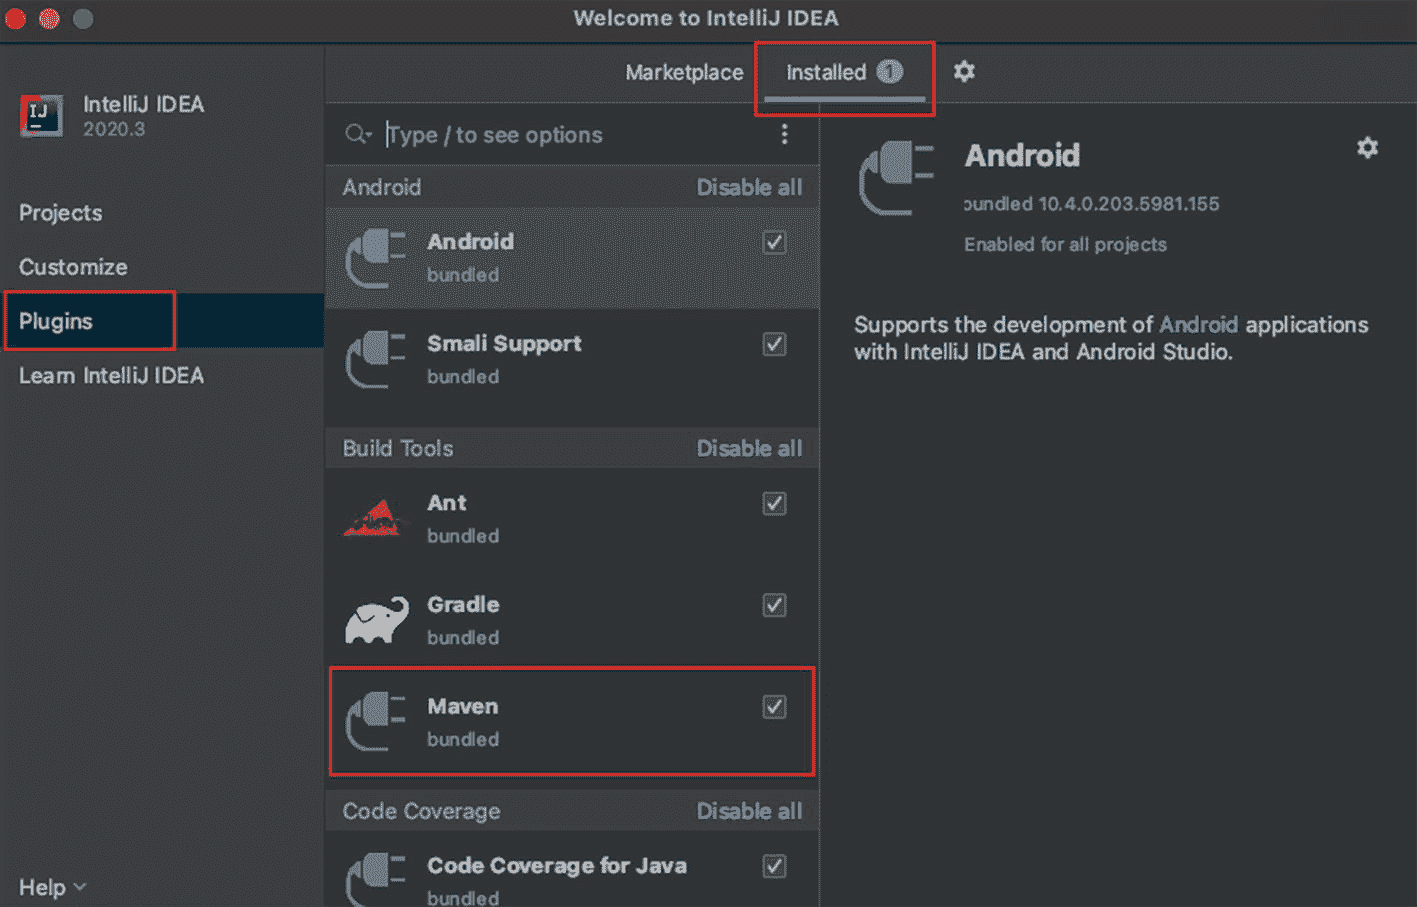 Welcome to IntelliJ IDEA
Marketplace
Installed 1
IJ
IntelliJ IDEA
2020.3
Projects
Customize
Plugins
Learn IntelliJ IDEA
Help
Type / to see options
Android Disable all
Android
bundled
Smali Support
bundled
Build Tools Disable all
Ant
bundled
Gradle
bundled
Maven
bundled
Code Coverage Disable all
Code Coverage for Java
bundled
Android
bundled 10.4.0.203.5981.155
Enabled for all projects
Supports the development of Android applications
with IntelliJ IDEA and Android Studio.